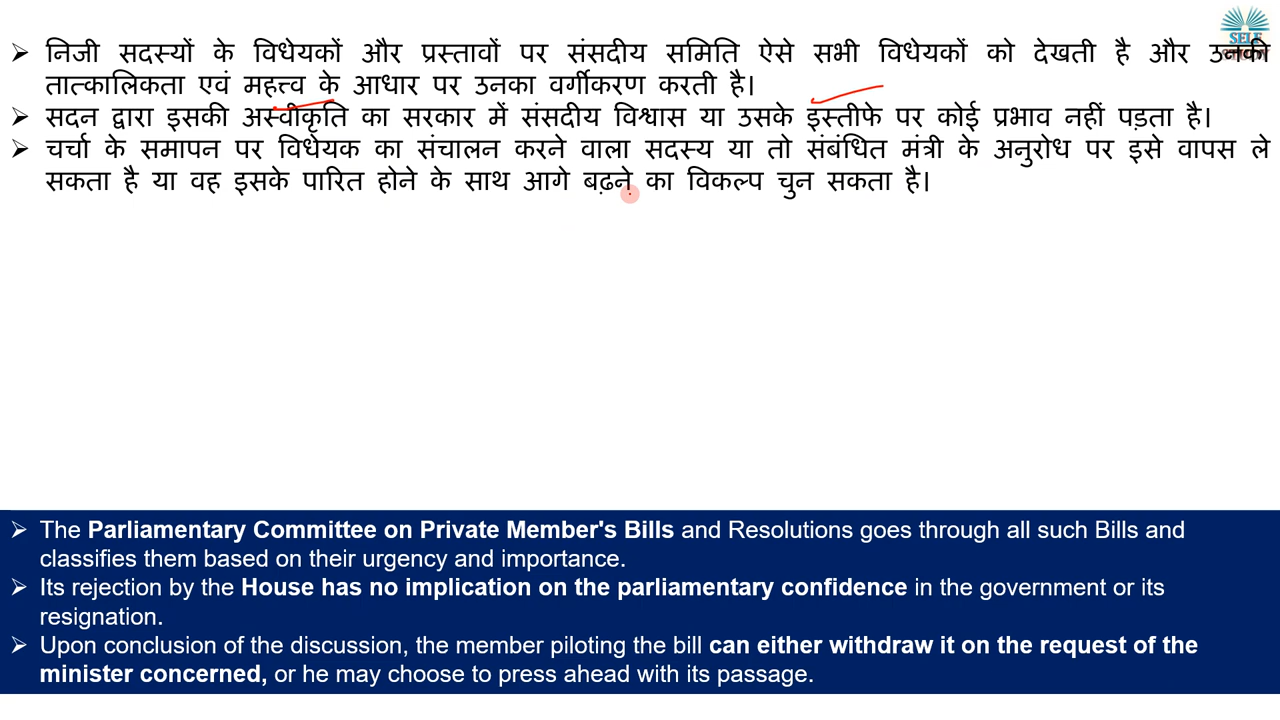 ➢ निजी सदस्यों के विधेयकों और प्रस्तावों पर संसदीय समिति ऐसे सभी विधेयकों को देखती है और उनकी
तात्कालिकता एवं महत्त्व के आधार पर उनका वर्गीकरण करती है।
➢ सदन द्वारा इसकी अस्वीकृति का सरकार में संसदीय विश्वास या उसके इस्तीफे पर कोई प्रभाव नहीं पड़ता है।
➢ चर्चा के समापन पर विधेयक का संचालन करने वाला सदस्य या तो संबंधित मंत्री के अनुरोध पर इसे वापस ले
सकता है या वह इसके पारित होने के साथ आगे बढ़ने का विकल्प चुन सकता है।
SELF
➢ The Parliamentary Committee on Private Member's Bills and Resolutions goes through all such Bills and
classifies them based on their urgency and importance.
➢ Its rejection by the House has no implication on the parliamentary confidence in the government or its
resignation.
➢ Upon conclusion of the discussion, the member piloting the bill can either withdraw it on the request of the
minister concerned, or he may choose to press ahead with its passage.